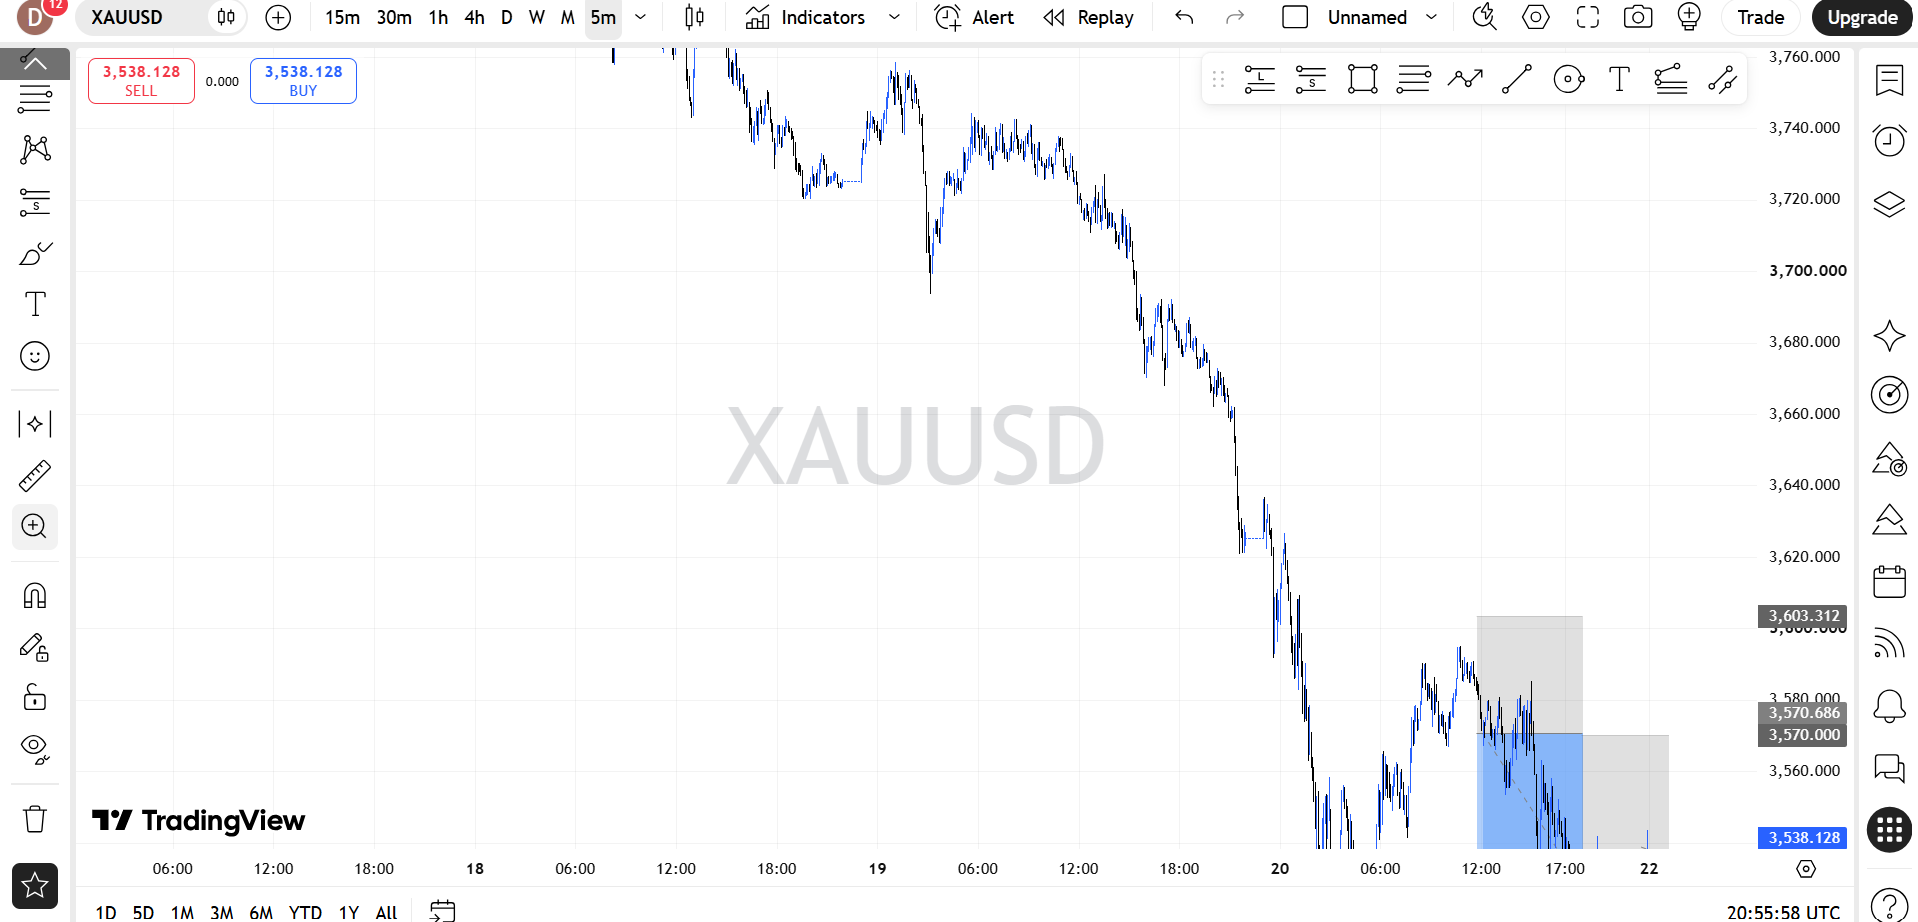 D 12 XAUUSD 15m 30m 1h 4h D W M 5m Indicators Alert Replay Unnamed Trade Upgrade
3,538.128 SELL 0.000 3,538.128 BUY
L S T
S
T
XAUUSD
3,760.000
3,740.000
3,720.000
3,700.000
3,680.000
3,660.000
3,640.000
3,620.000
3,603.312
3,600.000
3,580.000
3,570.686
3,570.000
3,560.000
3,538.128
TradingView
06:00 12:00 18:00 18 06:00 12:00 18:00 19 06:00 12:00 18:00 20 06:00 12:00 17:00 22
1D 5D 1M 3M 6M YTD 1Y All 20:55:58 UTC